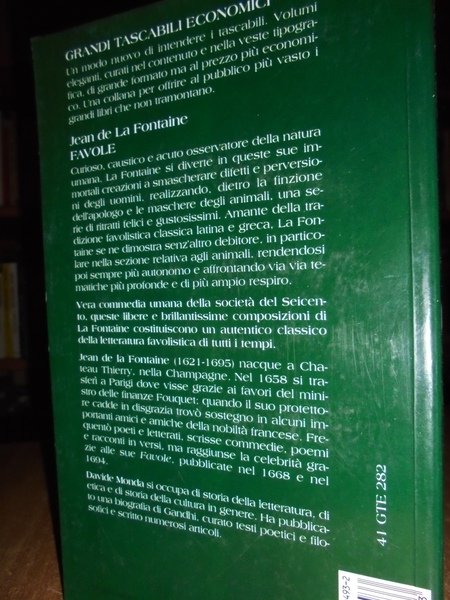 GRANDI TASCABILI ECONOMICI
Un modo nuovo di intendere i tascabili. Volumi
eleganti, curati nel contenuto e nella veste tipogra-
fica, di grande formato ma al prezzo più economi-
co. Una collana per offrire al pubblico più vasto i
grandi libri che non tramontano.
Jean de La Fontaine
FAVOLE
Curioso, caustico e acuto osservatore della natura
umana, La Fontaine si diverte in queste sue im-
mortali creazioni a smascherare difetti e perversio-
ni degli uomini, realizzando, dietro la finzione
dell'apologo e le maschere degli animali, una se-
rie di ritratti felici e gustosissimi. Amante della tra-
dizione favolistica classica latina e greca, La Fon-
taine se ne dimostra senz'altro debitore, in partico-
lare nella sezione relativa agli animali, rendendosi
poi sempre più autonomo e affrontando via via te-
matiche più profonde e di più ampio respiro.
Vera commedia umana della società del Seicen-
to, queste libere e brillantissime composizioni di
La Fontaine costituiscono un autentico classico
della letteratura favolistica di tutti i tempi.
Jean de la Fontaine (1621-1695) nacque a Cha-
teau Thierry, nella Champagne. Nel 1658 si tra-
sferì a Parigi dove visse grazie ai favori del mini-
stro delle finanze Fouquet; quando il suo protetto-
re cadde in disgrazia trovò sostegno in alcuni im-
portanti amici e amiche della nobiltà francese. Fre-
quentò poeti e letterati, scrisse commedie, poemi
e racconti in versi, ma raggiunse la celebrità gra-
zie alle sue Favole, pubblicate nel 1668 e nel
1694.
Davide Monda si occupa di storia della letteratura, di
etica e di storia della cultura in genere. Ha pubblica-
to una biografia di Gandhi, curato testi poetici e filo-
sofici e scritto numerosi articoli.
41 GTE 282
493-2